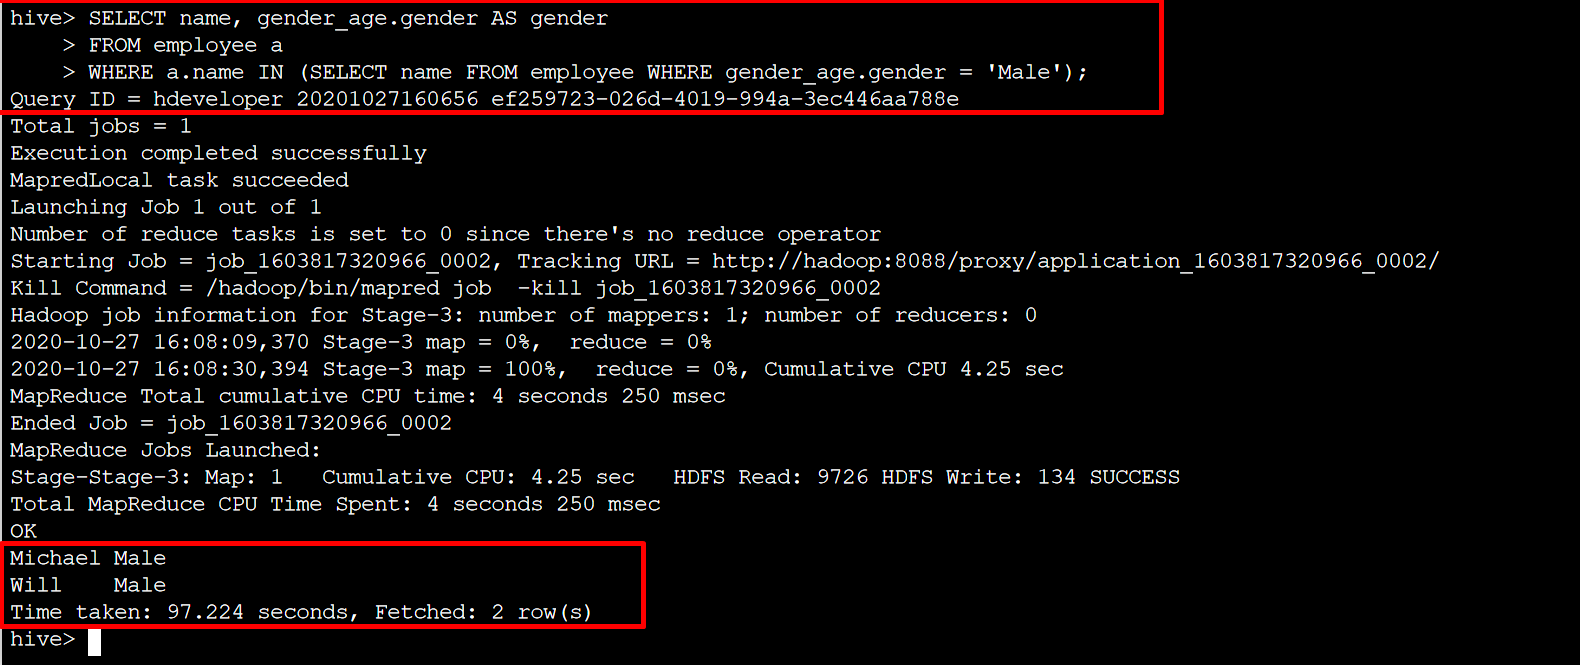 hive> SELECT name, gender_age.gender AS gender
    > FROM employee a
    > WHERE a.name IN (SELECT name FROM employee WHERE gender_age.gender = 'Male');
Query ID = hdeveloper_20201027160656_ef259723-026d-4019-994a-3ec446aa788e
Total jobs = 1
Execution completed successfully
MapredLocal task succeeded
Launching Job 1 out of 1
Number of reduce tasks is set to 0 since there's no reduce operator
Starting Job = job_1603817320966_0002, Tracking URL = http://hadoop:8088/proxy/application_1603817320966_0002/
Kill Command = /hadoop/bin/mapred job  -kill job_1603817320966_0002
Hadoop job information for Stage-3: number of mappers: 1; number of reducers: 0
2020-10-27 16:08:09,370 Stage-3 map = 0%,  reduce = 0%
2020-10-27 16:08:30,394 Stage-3 map = 100%,  reduce = 0%, Cumulative CPU 4.25 sec
MapReduce Total cumulative CPU time: 4 seconds 250 msec
Ended Job = job_1603817320966_0002
MapReduce Jobs Launched:
Stage-Stage-3: Map: 1   Cumulative CPU: 4.25 sec   HDFS Read: 9726 HDFS Write: 134 SUCCESS
Total MapReduce CPU Time Spent: 4 seconds 250 msec
OK
Michael Male
Will    Male
Time taken: 97.224 seconds, Fetched: 2 row(s)
hive>